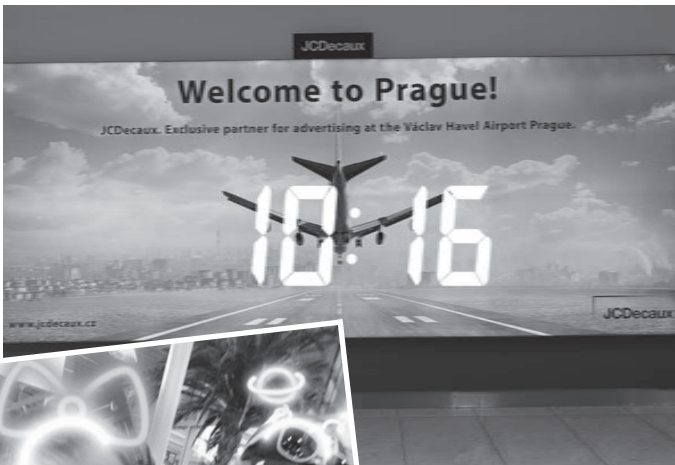 JCDecaux
Welcome to Prague!
JCDecaux. Exclusive partner for advertising at the Václav Havel Airport Prague.
10:16
www.jcdecaux.cz
JCDecaux